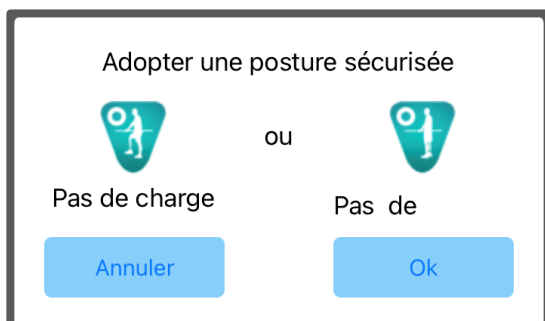 Adopter une posture sécurisée
ou
Pas de charge
Pas  de
Annuler
Ok